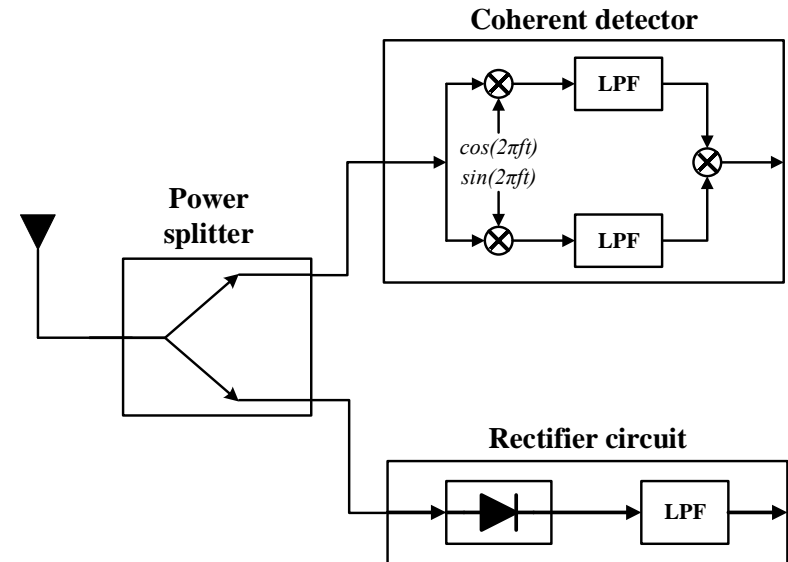 Coherent detector
LPF
cos(2πft)
sin(2πft)
LPF
Power
splitter
Rectifier circuit
LPF